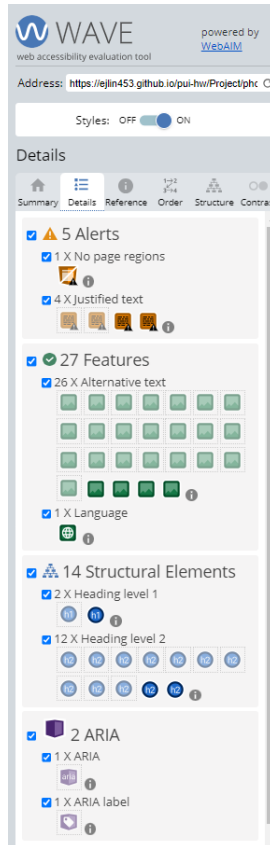 WAVE
powered by
WebAIM
web accessibility evaluation tool
Address: https://ejlin453.github.io/pui-hw/Project/phc
Styles: OFF ON
Details
Summary Details Reference Order Structure Contra
5 Alerts
1 X No page regions
4 X Justified text
27 Features
26 X Alternative text
1 X Language
14 Structural Elements
2 X Heading level 1
h1 h1
12 X Heading level 2
h2 h2 h2 h2 h2 h2 h2
h2 h2 h2 h2 h2
2 ARIA
1 X ARIA
aria
1 X ARIA label